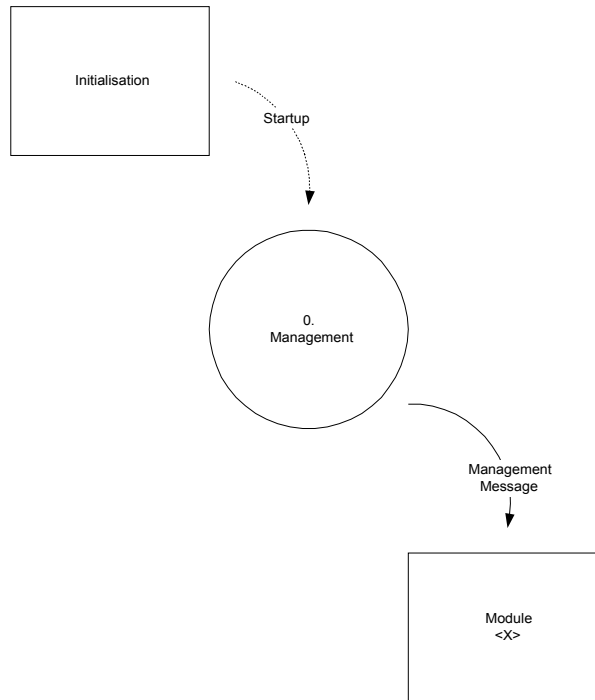 Initialisation
Startup
0.
Management
Management
Message
Module
<X>